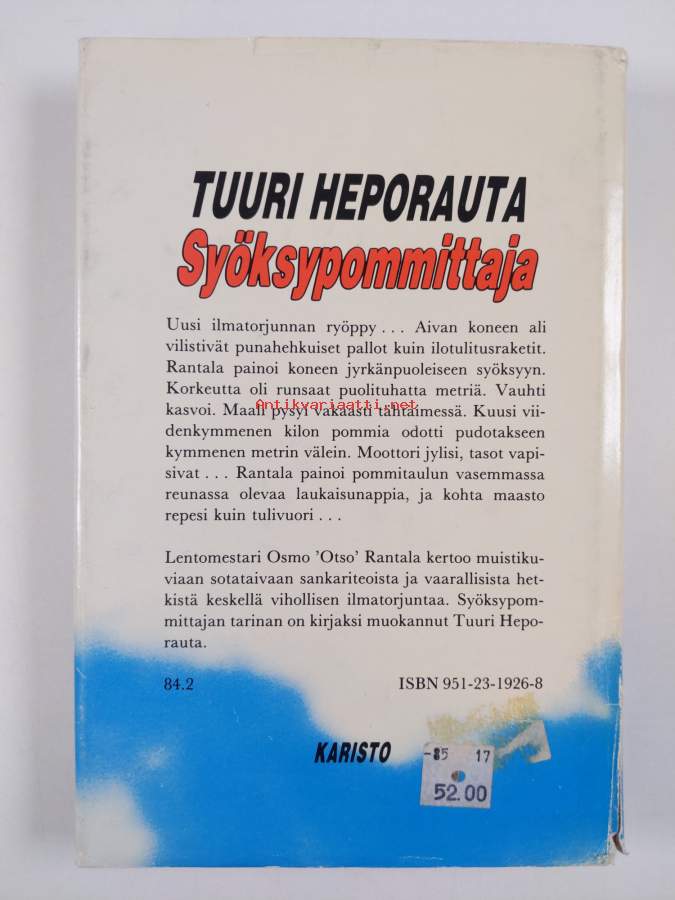 TUURI HEPORAUTA
Syöksypommittaja
Uusi ilmatorjunnan ryöppy . . . Aivan koneen ali
vilistivät punahehkuiset pallot kuin ilotulitusraketit.
Rantala painoi koneen jyrkänpuoleiseen syöksyyn.
Korkeutta oli runsaat puolituhatta metriä. Vauhti
kasvoi. Maali pysyi vakaasti tähtäimessä. Kuusi vii-
Antikvariaatti.net
denkymmenen kilon pommia odotti pudotakseen
kymmenen metrin välein. Moottori jylisi, tasot vapi-
sivat . . . Rantala painoi pommitaulun vasemmassa
reunassa olevaa laukaisunappia, ja kohta maasto
repesi kuin tulivuori . . .
Lentomestari Osmo ’Otso’ Rantala kertoo muistiku-
viaan sotataivaan sankariteoista ja vaarallisista het-
kistä keskellä vihollisen ilmatorjuntaa. Syöksypom-
mittajan tarinan on kirjaksi muokannut Tuuri Hepo-
rauta.
84.2 ISBN 951-23-1926-8
KARISTO
-85 17
52.00